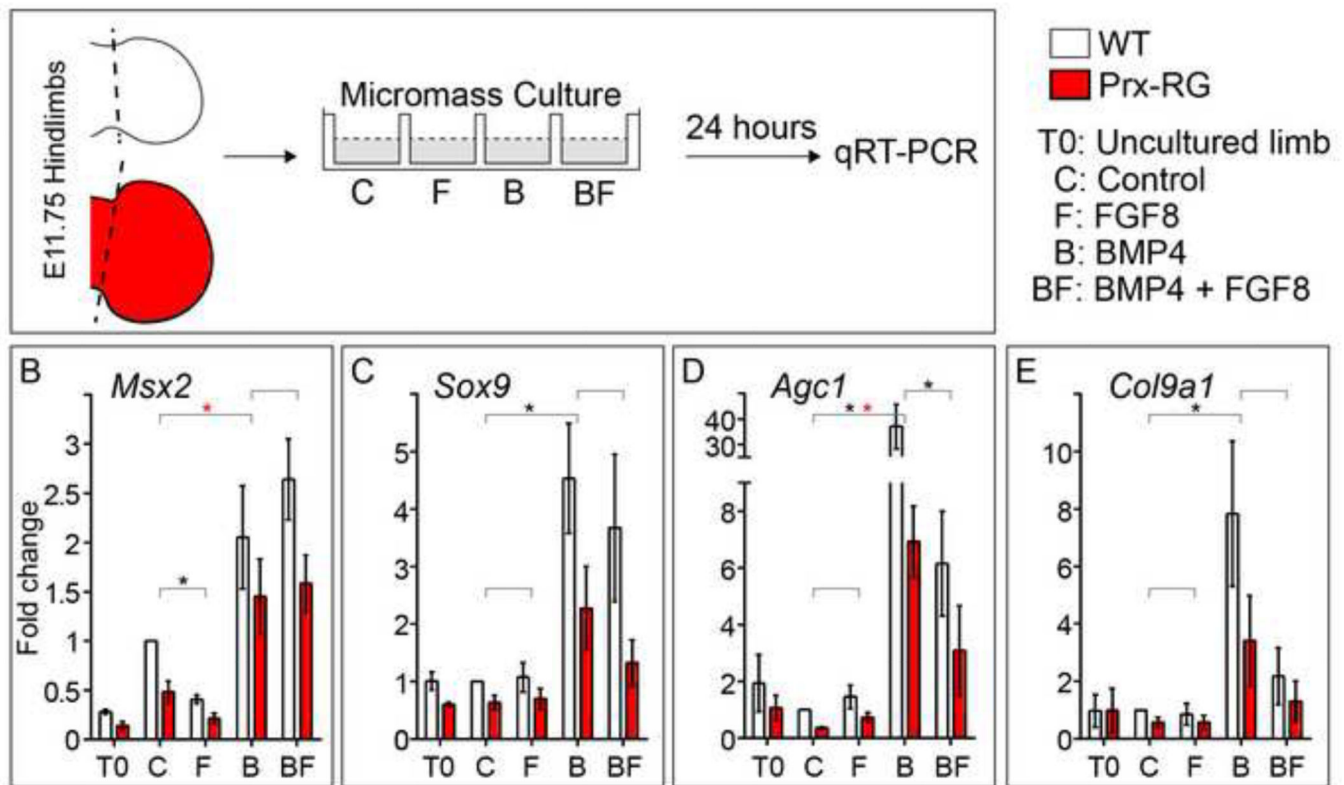 E11.75 Hindlimbs
Micromass Culture
C F B BF
24 hours
qRT-PCR
WT
Prx-RG
T0: Uncultured limb
C: Control
F: FGF8
B: BMP4
BF: BMP4 + FGF8
B
Msx2
*
*
Fold change
3
2.5
2
1.5
1
0.5
0
T0 C F B BF
C
Sox9
*
5
4
3
2
1
0
T0 C F B BF
D
Agc1
*
* *
40
30
8
6
4
2
0
T0 C F B BF
E
Col9a1
*
10
8
6
4
2
0
T0 C F B BF